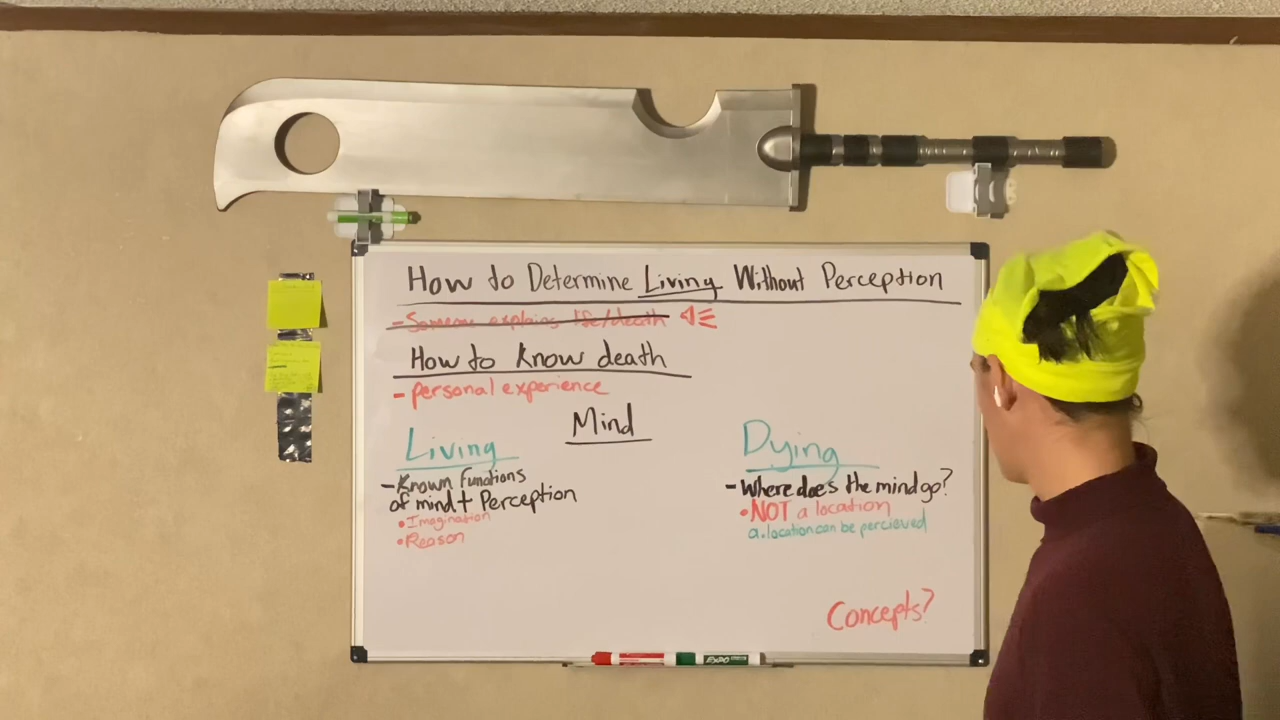 How to Determine Living Without Perception
- Someone explains life/death
How to know death
- personal experience
Mind
Living
- Known functions
of mind + Perception
• Imagination
• Reason
Dying
- Where does the mind go?
• NOT a location
a. location can be percieved
Concepts?
EXPO